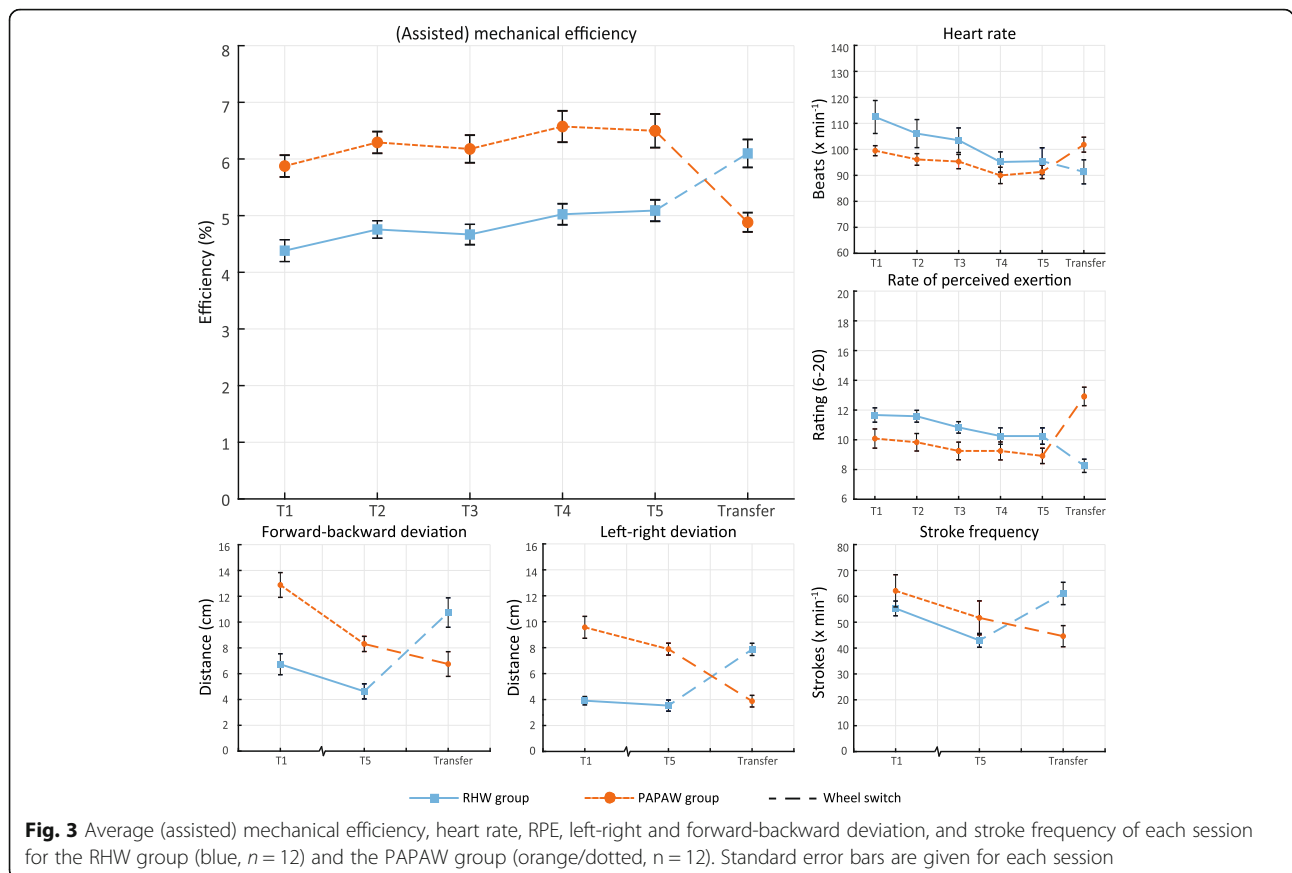 (Assisted) mechanical efficiency
Efficiency (%)
8
7
6
5
4
3
2
1
0
T1 T2 T3 T4 T5 Transfer
Heart rate
Beats (x min-1)
140
130
120
110
100
90
80
70
60
T1 T2 T3 T4 T5 Transfer
Rate of perceived exertion
Rating (6-20)
20
18
16
14
12
10
8
6
T1 T2 T3 T4 T5 Transfer
Forward-backward deviation
Distance (cm)
16
14
12
10
8
6
4
2
0
T1 T5 Transfer
Left-right deviation
Distance (cm)
16
14
12
10
8
6
4
2
0
T1 T5 Transfer
Stroke frequency
Strokes (x min-1)
80
70
60
50
40
30
20
10
0
T1 T5 Transfer
RHW group PAPAW group Wheel switch
Fig. 3 Average (assisted) mechanical efficiency, heart rate, RPE, left-right and forward-backward deviation, and stroke frequency of each session
for the RHW group (blue, n = 12) and the PAPAW group (orange/dotted, n = 12). Standard error bars are given for each session